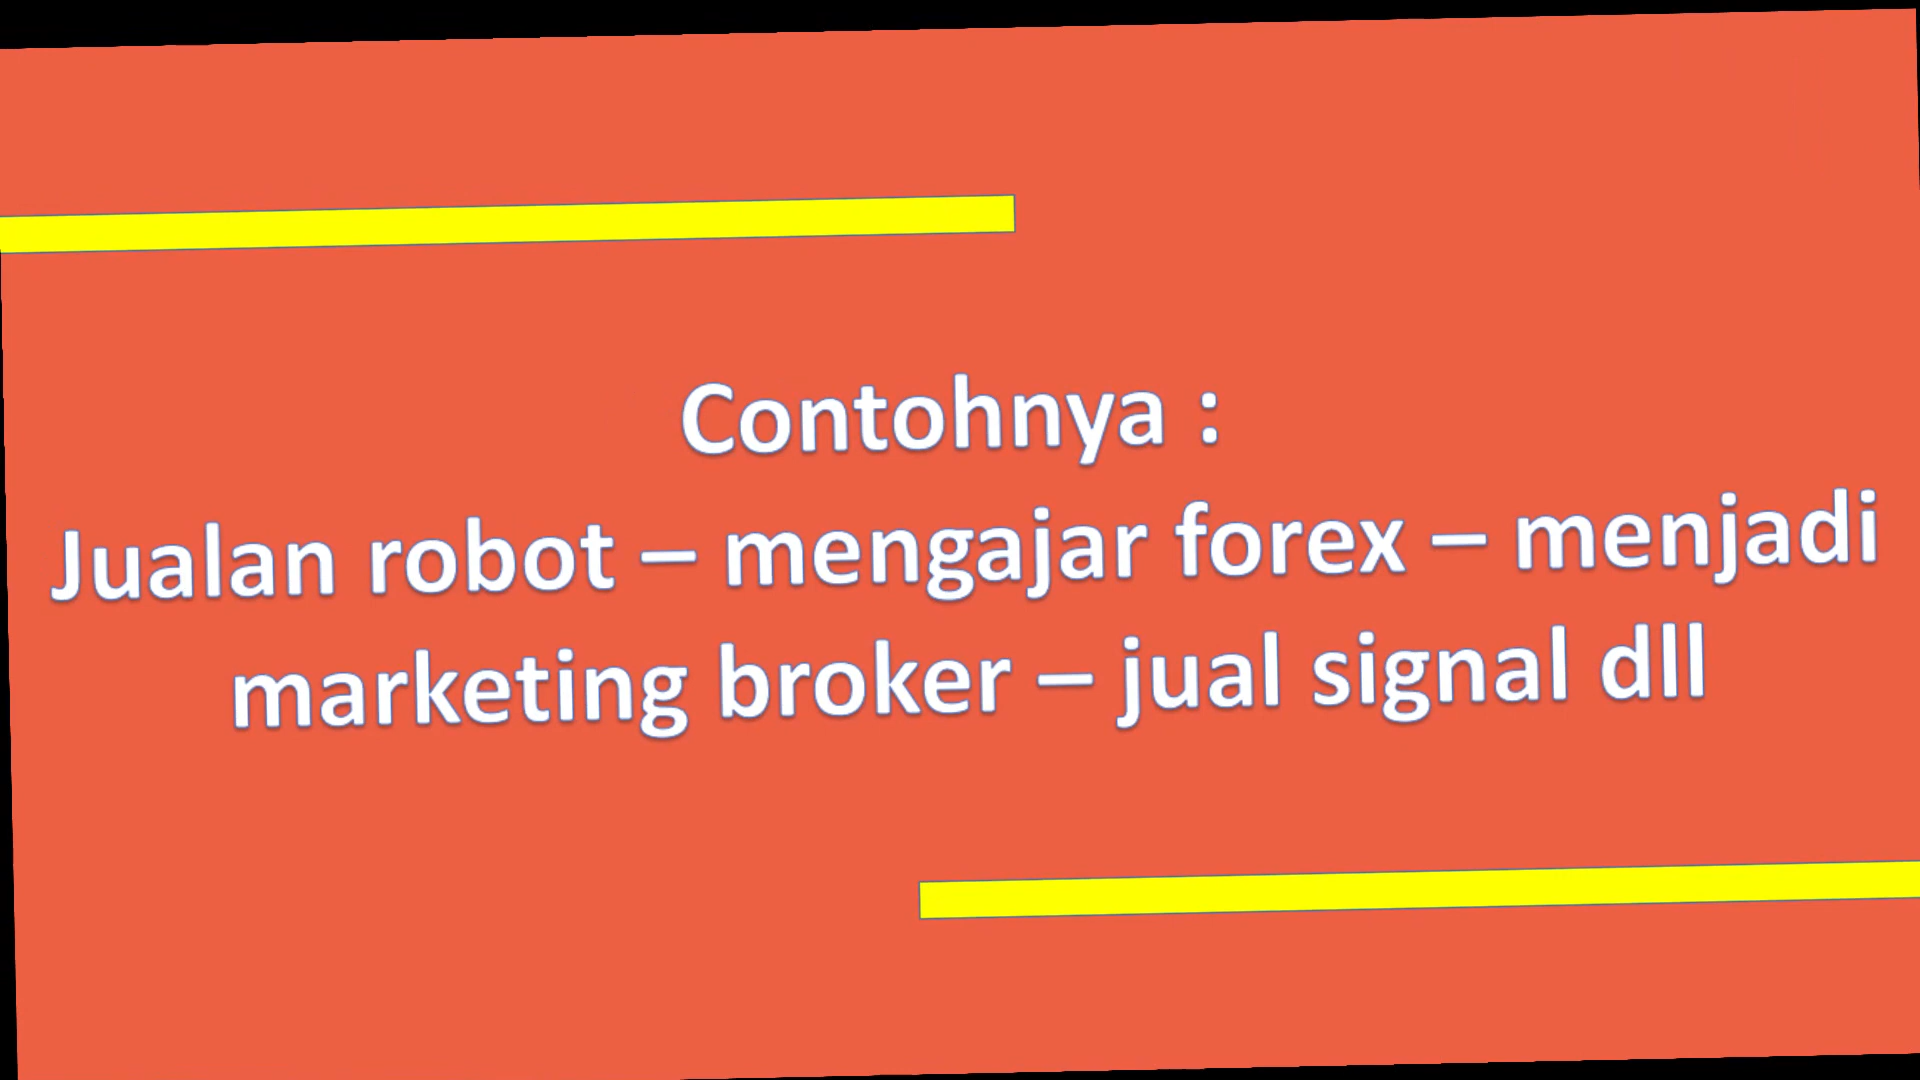 Contohnya :
Jualan robot – mengajar forex – menjadi
marketing broker – jual signal dll